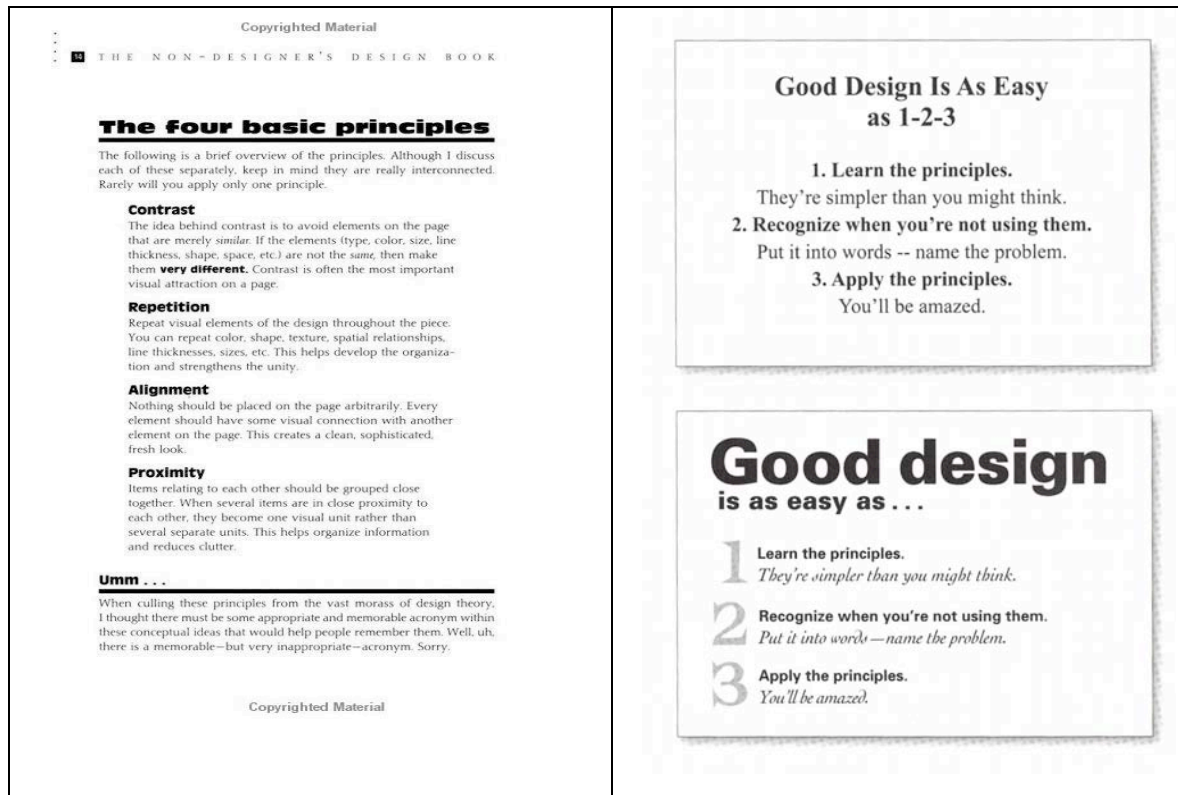 Copyrighted Material
14 THE NON-DESIGNER'S DESIGN BOOK
The four basic principles
The following is a brief overview of the principles. Although I discuss
each of these separately, keep in mind they are really interconnected.
Rarely will you apply only one principle.
Contrast
The idea behind contrast is to avoid elements on the page
that are merely similar. If the elements (type, color, size, line
thickness, shape, space, etc.) are not the same, then make
them very different. Contrast is often the most important
visual attraction on a page.
Repetition
Repeat visual elements of the design throughout the piece.
You can repeat color, shape, texture, spatial relationships,
line thicknesses, sizes, etc. This helps develop the organiza-
tion and strengthens the unity.
Alignment
Nothing should be placed on the page arbitrarily. Every
element should have some visual connection with another
element on the page. This creates a clean, sophisticated,
fresh look.
Proximity
Items relating to each other should be grouped close
together. When several items are in close proximity to
each other, they become one visual unit rather than
several separate units. This helps organize information
and reduces clutter.
Umm . . .
When culling these principles from the vast morass of design theory,
I thought there must be some appropriate and memorable acronym within
these conceptual ideas that would help people remember them. Well, uh,
there is a memorable—but very inappropriate—acronym. Sorry.
Copyrighted Material
Good Design Is As Easy
as 1-2-3
1. Learn the principles.
They're simpler than you might think.
2. Recognize when you're not using them.
Put it into words -- name the problem.
3. Apply the principles.
You'll be amazed.
Good design
is as easy as . . .
1 Learn the principles.
They're simpler than you might think.
2 Recognize when you're not using them.
Put it into words—name the problem.
3 Apply the principles.
You'll be amazed.